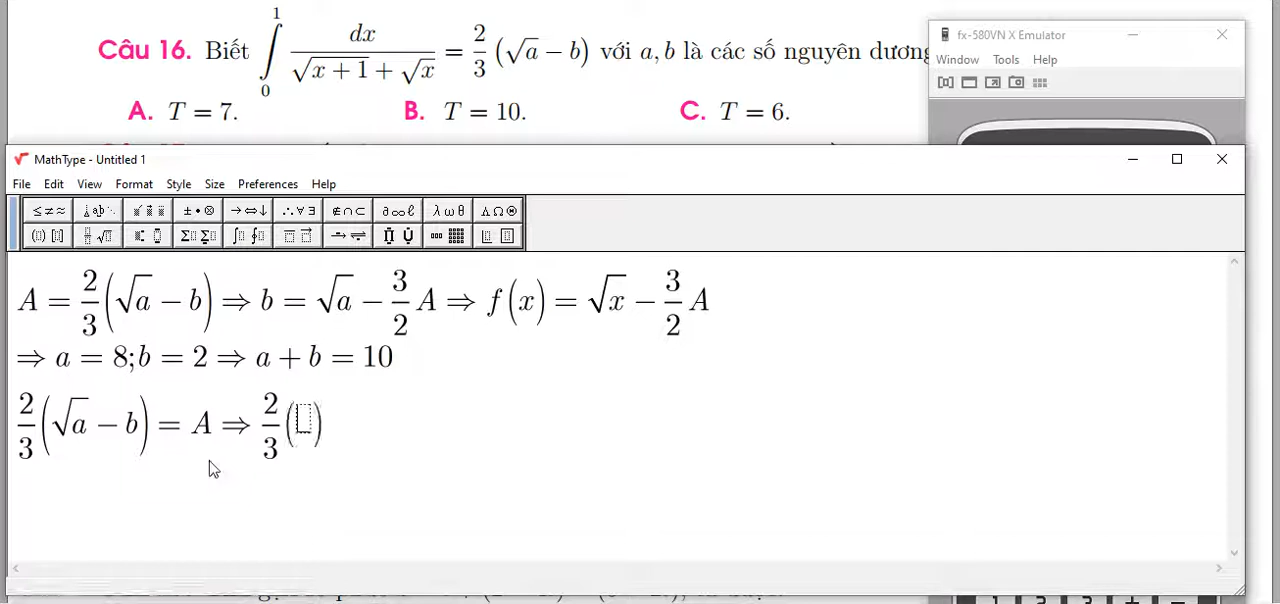 Câu 16. Biết ∫₀¹ dx/(√(x+1) + √x) = 2/3 (√a − b) với a, b là các số nguyên dương
A. T = 7. B. T = 10. C. T = 6.
fx-580VN X Emulator
Window Tools Help
MathType - Untitled 1
File Edit View Format Style Size Preferences Help
A = 2/3 (√a − b) ⇒ b = √a − 3/2 A ⇒ f(x) = √x − 3/2 A
⇒ a = 8; b = 2 ⇒ a + b = 10
2/3 (√a − b) = A ⇒ 2/3 ( )